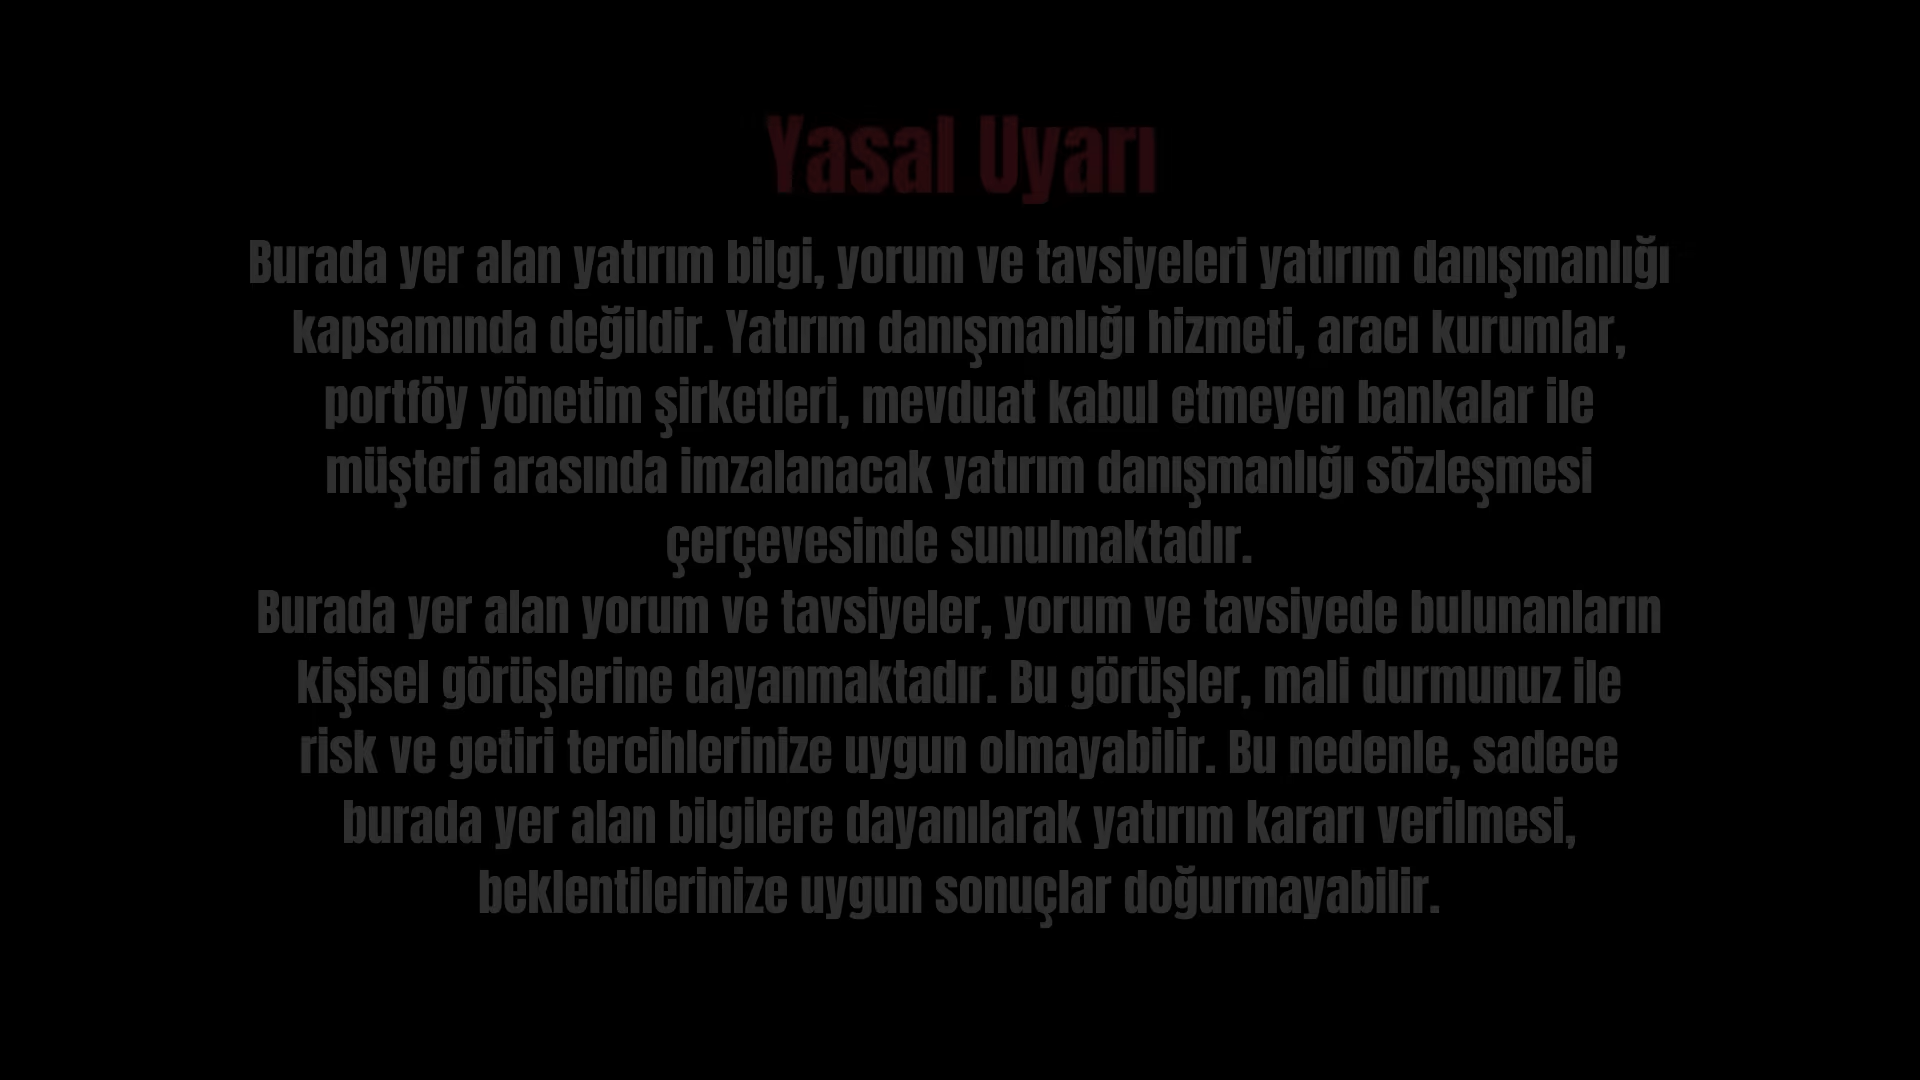 Yasal Uyarı
Burada yer alan yatırım bilgi, yorum ve tavsiyeleri yatırım danışmanlığı
kapsamında değildir. Yatırım danışmanlığı hizmeti, aracı kurumlar,
portföy yönetim şirketleri, mevduat kabul etmeyen bankalar ile
müşteri arasında imzalanacak yatırım danışmanlığı sözleşmesi
çerçevesinde sunulmaktadır.
Burada yer alan yorum ve tavsiyeler, yorum ve tavsiyede bulunanların
kişisel görüşlerine dayanmaktadır. Bu görüşler, mali durmunuz ile
risk ve getiri tercihlerinize uygun olmayabilir. Bu nedenle, sadece
burada yer alan bilgilere dayanılarak yatırım kararı verilmesi,
beklentilerinize uygun sonuçlar doğurmayabilir.